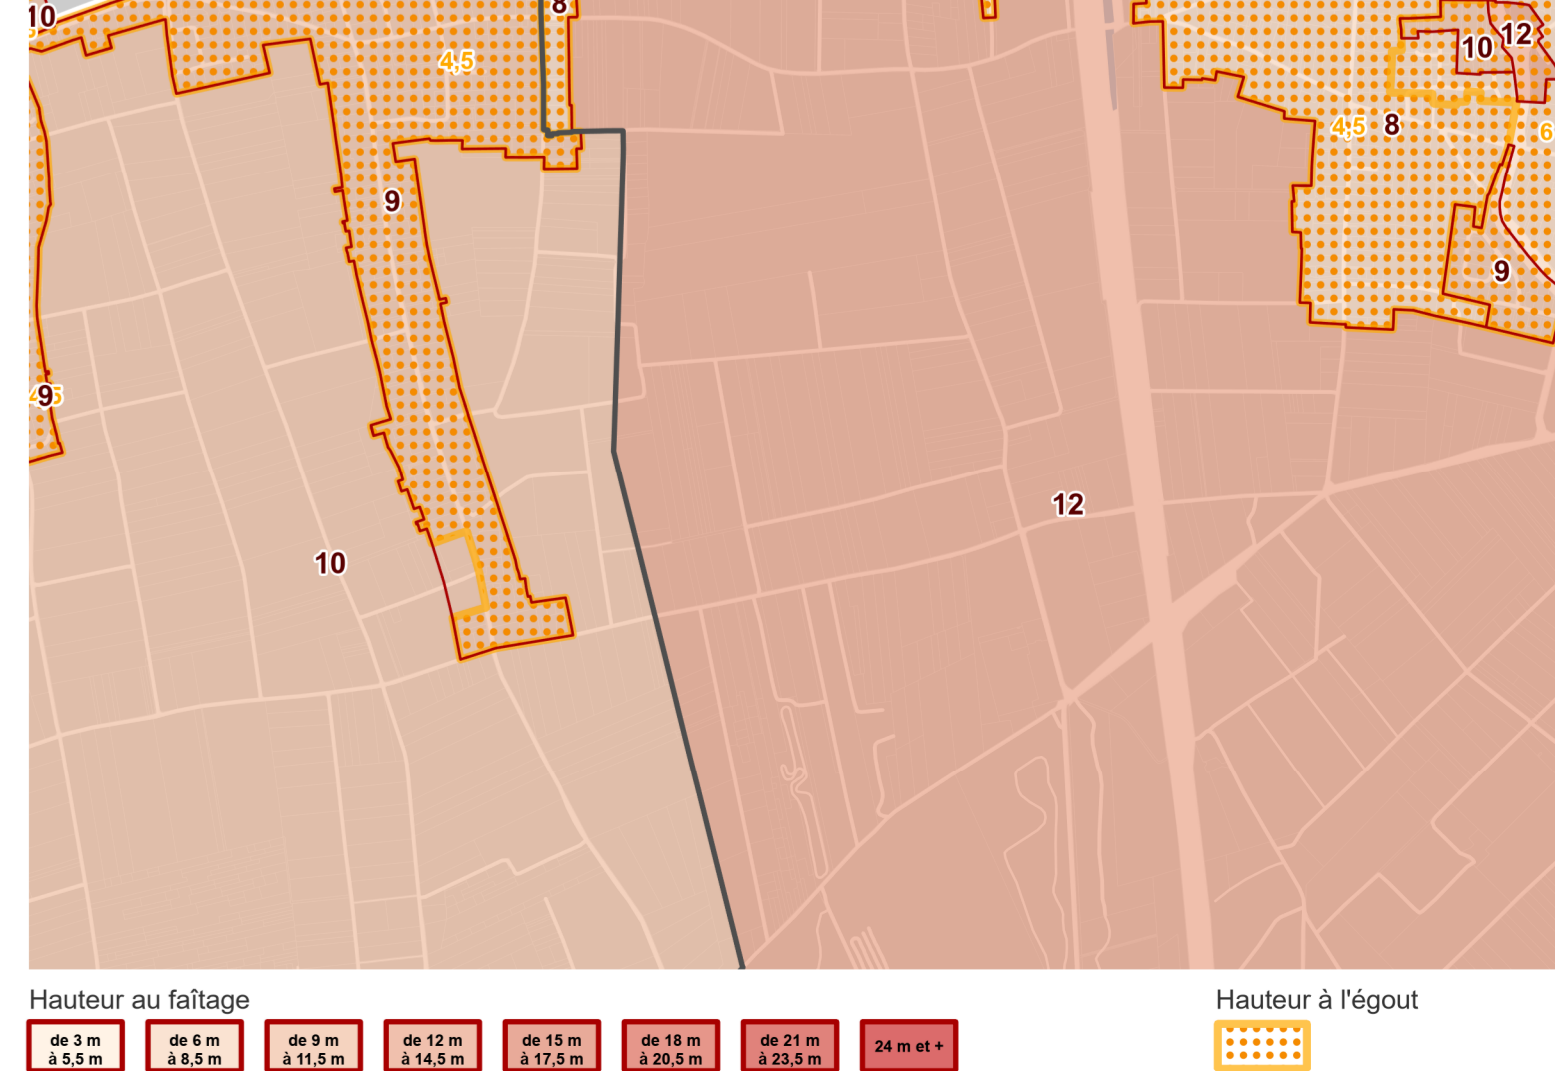 10
8
4,5
10
12
4,5
8
6
9
9
4,5
9
12
10
Hauteur au faîtage
Hauteur à l'égout
de 3 m
à 5,5 m
de 6 m
à 8,5 m
de 9 m
à 11,5 m
de 12 m
à 14,5 m
de 15 m
à 17,5 m
de 18 m
à 20,5 m
de 21 m
à 23,5 m
24 m et +